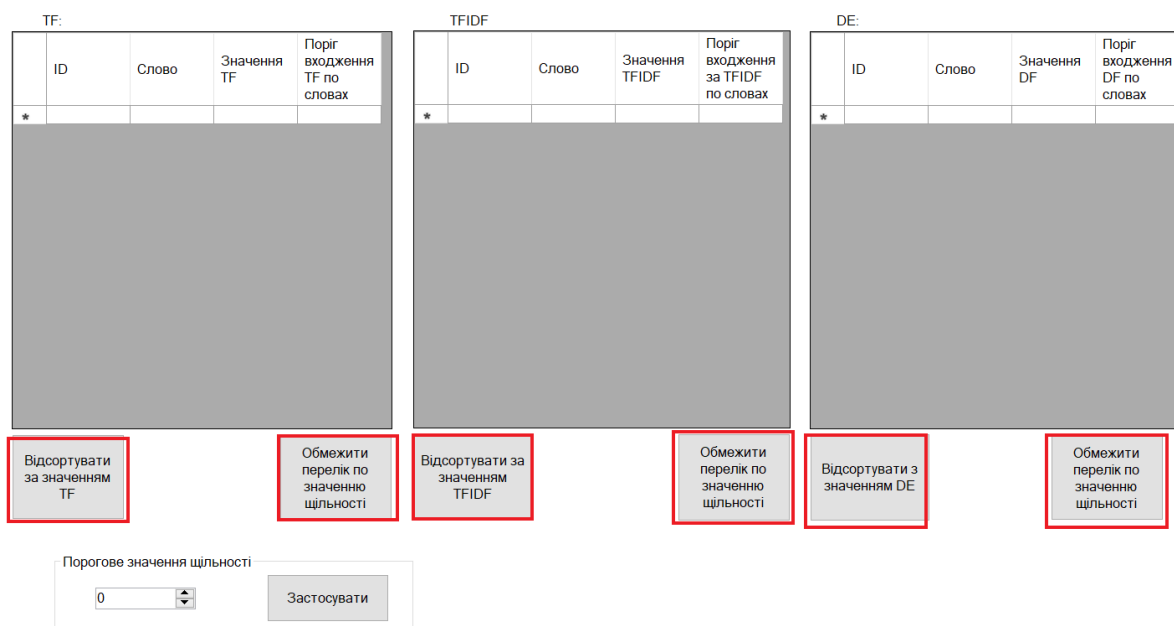 TF:
ID
Слово
Значення
TF
Поріг
входження
TF по
словах
*
Відсортувати
за значенням
TF
Обмежити
перелік по
значенню
щільності
TFIDF
ID
Слово
Значення
TFIDF
Поріг
входження
за TFIDF
по словах
*
Відсортувати за
значенням
TFIDF
Обмежити
перелік по
значенню
щільності
DE:
ID
Слово
Значення
DF
Поріг
входження
DF по
словах
*
Відсортувати з
значенням DE
Обмежити
перелік по
значенню
щільності
Порогове значення щільності
0
Застосувати